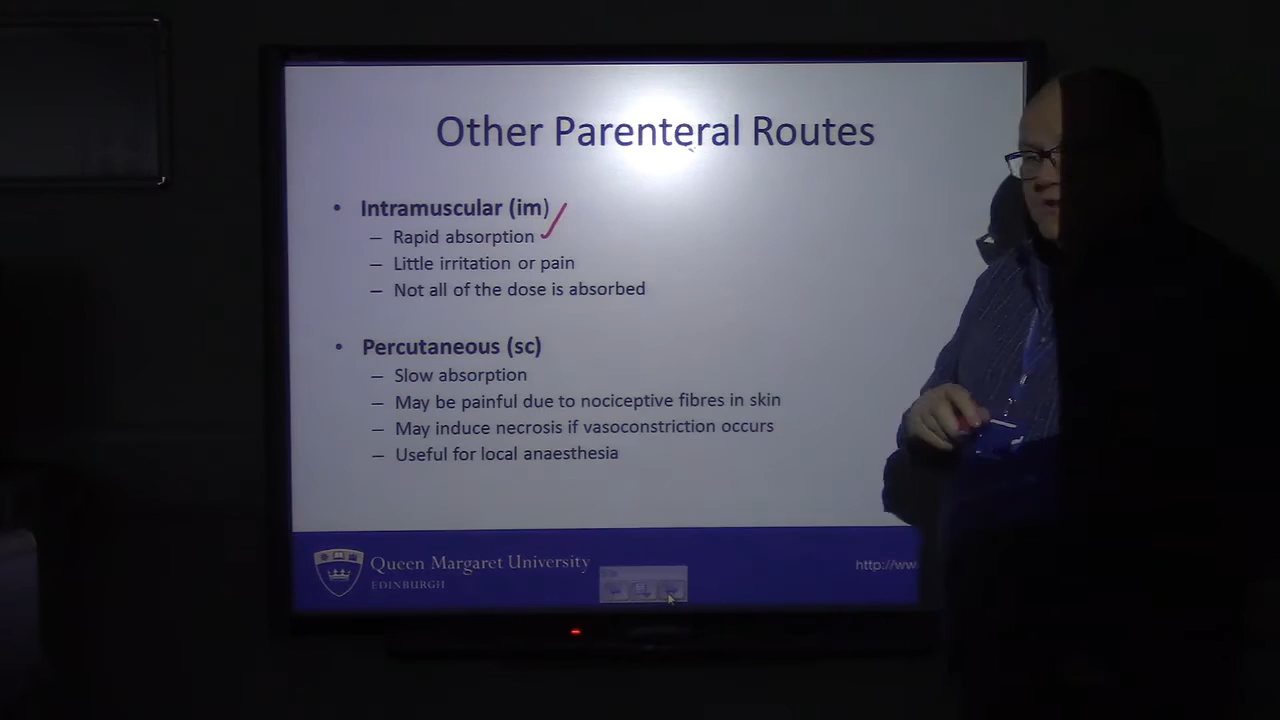 Other Parenteral Routes
• Intramuscular (im)
– Rapid absorption
– Little irritation or pain
– Not all of the dose is absorbed
• Percutaneous (sc)
– Slow absorption
– May be painful due to nociceptive fibres in skin
– May induce necrosis if vasoconstriction occurs
– Useful for local anaesthesia
Queen Margaret University
EDINBURGH
http://ww